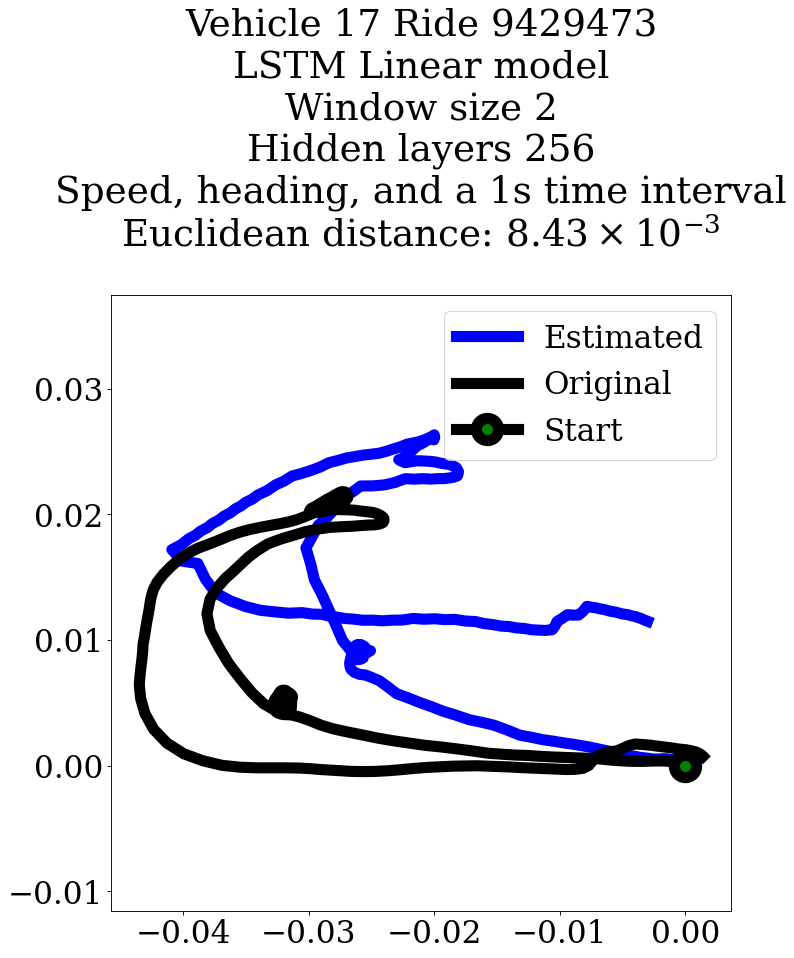 Vehicle 17 Ride 9429473
LSTM Linear model
Window size 2
Hidden layers 256
Speed, heading, and a 1s time interval
Euclidean distance: 8.43 × 10⁻³
Estimated
Original
Start
0.03
0.02
0.01
0.00
−0.01
−0.04 −0.03 −0.02 −0.01 0.00